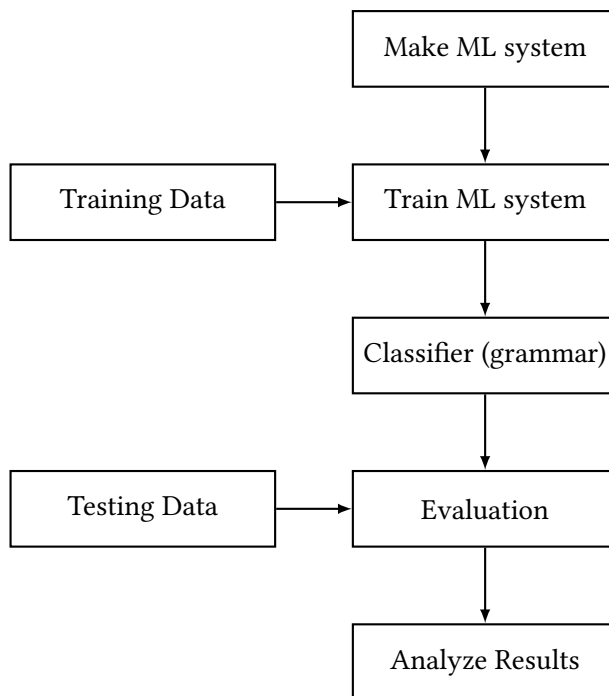 Make ML system
Training Data
Train ML system
Classifier (grammar)
Testing Data
Evaluation
Analyze Results